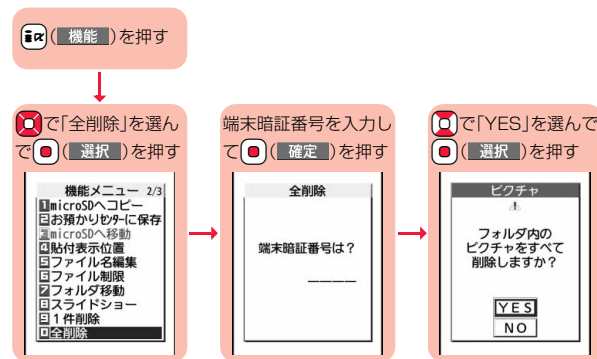 iα(機能)を押す
で「全削除」を選ん
で(選択)を押す
機能メニュー 2/3
1microSDへコピー
2お預かりセンターに保存
3microSDへ移動
4貼付表示位置
5ファイル名編集
6ファイル制限
7フォルダ移動
8スライドショー
9 1件削除
0全削除
端末暗証番号を入力し
て(確定)を押す
全削除
端末暗証番号は?
____
で「YES」を選んで
(選択)を押す
ピクチャ
フォルダ内の
ピクチャをすべて
削除しますか?
YES
NO